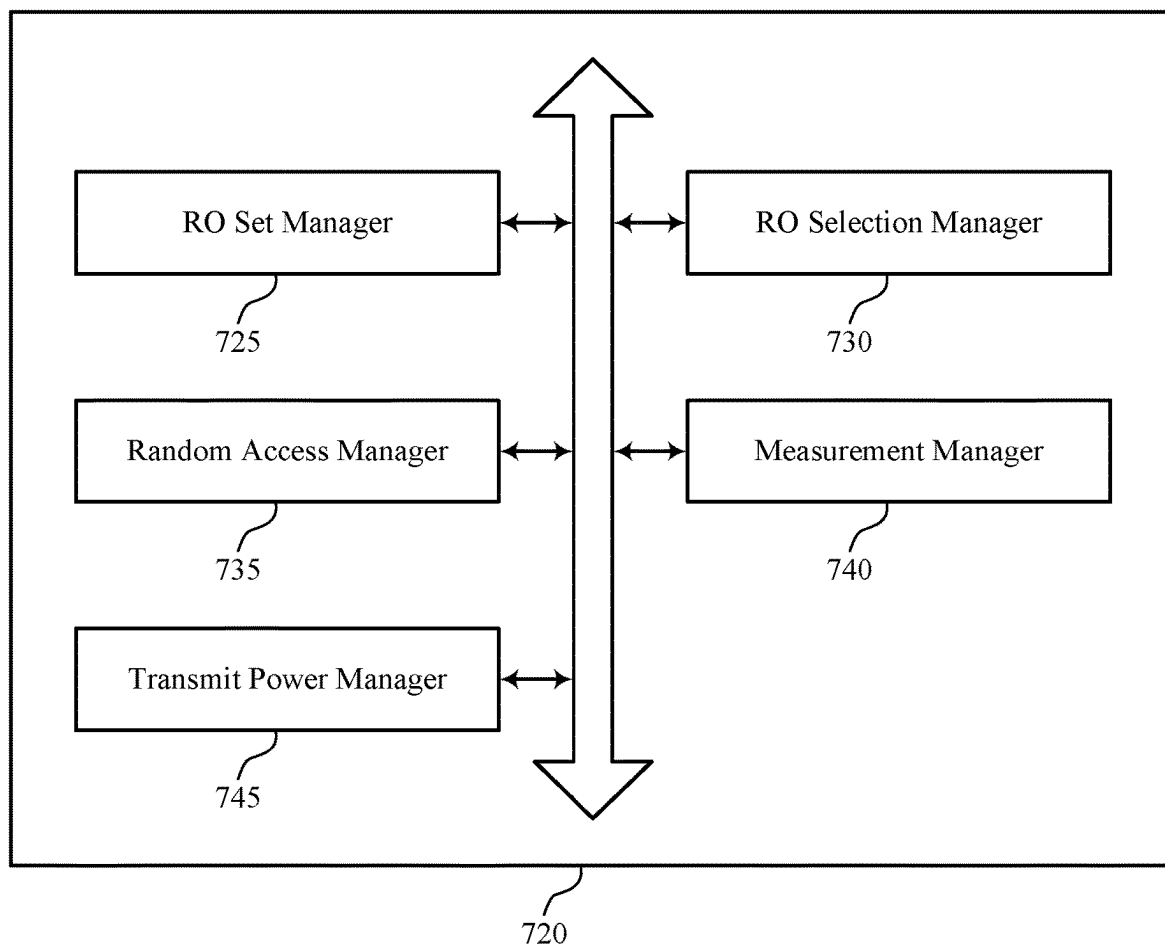 RO Set Manager
725
RO Selection Manager
730
Random Access Manager
735
Measurement Manager
740
Transmit Power Manager
745
720